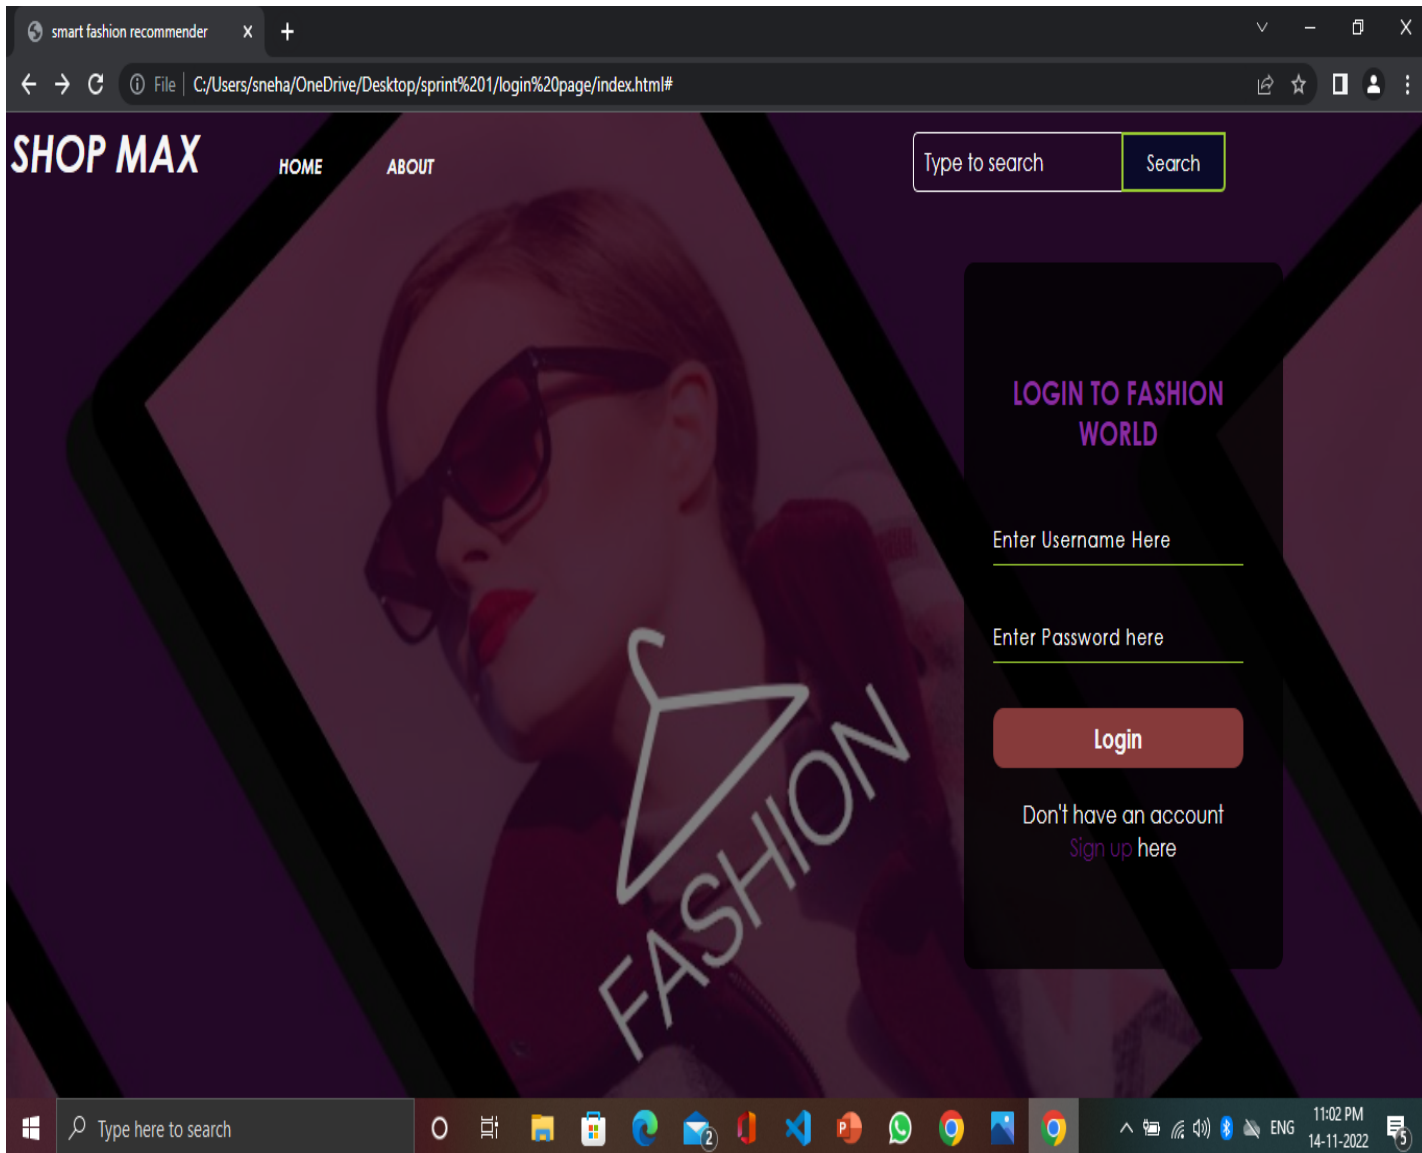 smart fashion recommender
File
C:/Users/sneha/OneDrive/Desktop/sprint%201/login%20page/index.html#
SHOP MAX
HOME
ABOUT
Type to search
Search
LOGIN TO FASHION
WORLD
Enter Username Here
Enter Password here
Login
Don't have an account
Sign up here
FASHION
Type here to search
2
ENG
11:02 PM
14-11-2022
5